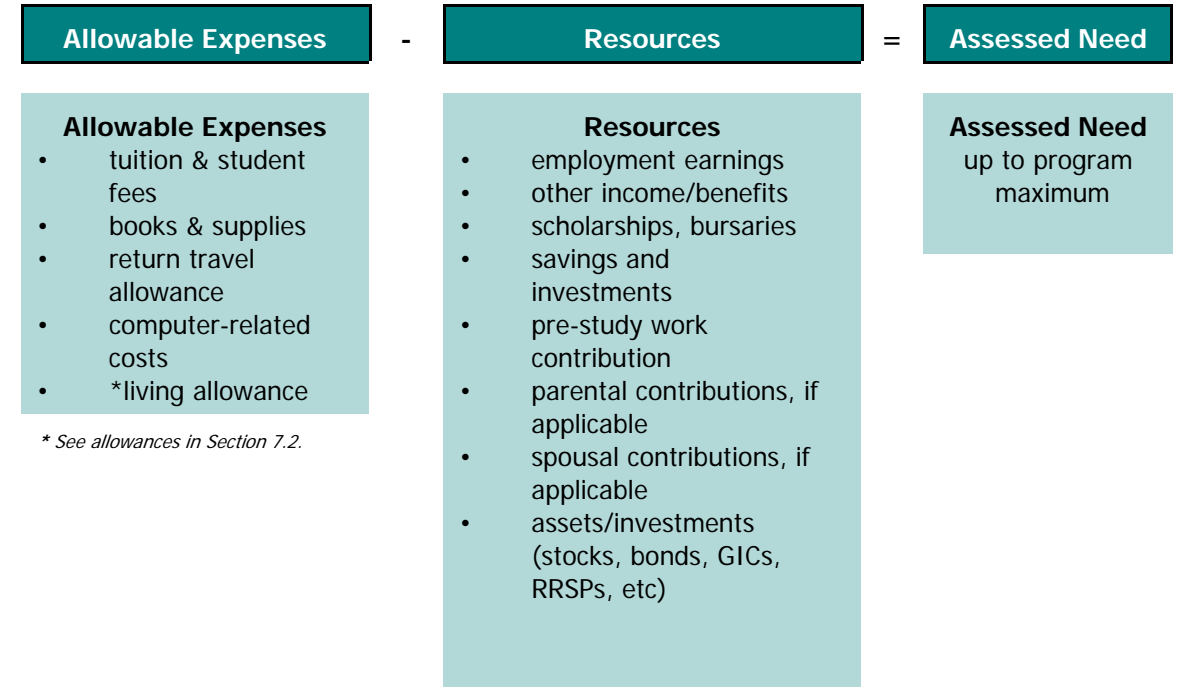 Allowable Expenses - Resources = Assessed Need
Allowable Expenses
• tuition & student
fees
• books & supplies
• return travel
allowance
• computer-related
costs
• *living allowance
* See allowances in Section 7.2.
Resources
• employment earnings
• other income/benefits
• scholarships, bursaries
• savings and
investments
• pre-study work
contribution
• parental contributions, if
applicable
• spousal contributions, if
applicable
• assets/investments
(stocks, bonds, GICs,
RRSPs, etc)
Assessed Need
up to program
maximum